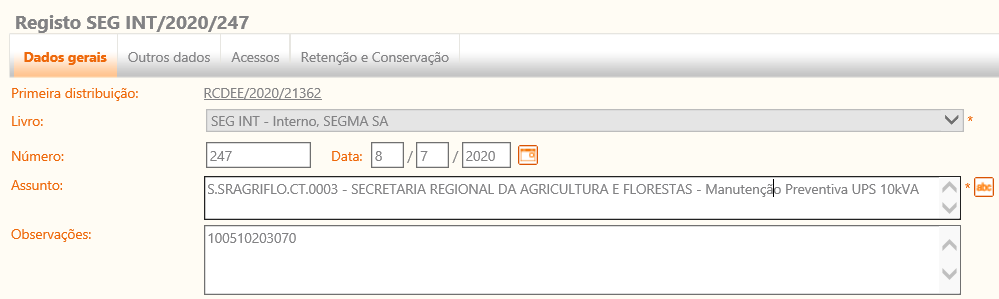 Registo SEG INT/2020/247
Dados gerais Outros dados Acessos Retenção e Conservação
Primeira distribuição: RCDEE/2020/21362
Livro: SEG INT - Interno, SEGMA SA *
Número: 247 Data: 8 / 7 / 2020
Assunto: S.SRAGRIFLO.CT.0003 - SECRETARIA REGIONAL DA AGRICULTURA E FLORESTAS - Manutenção Preventiva UPS 10kVA * abc
Observações: 100510203070